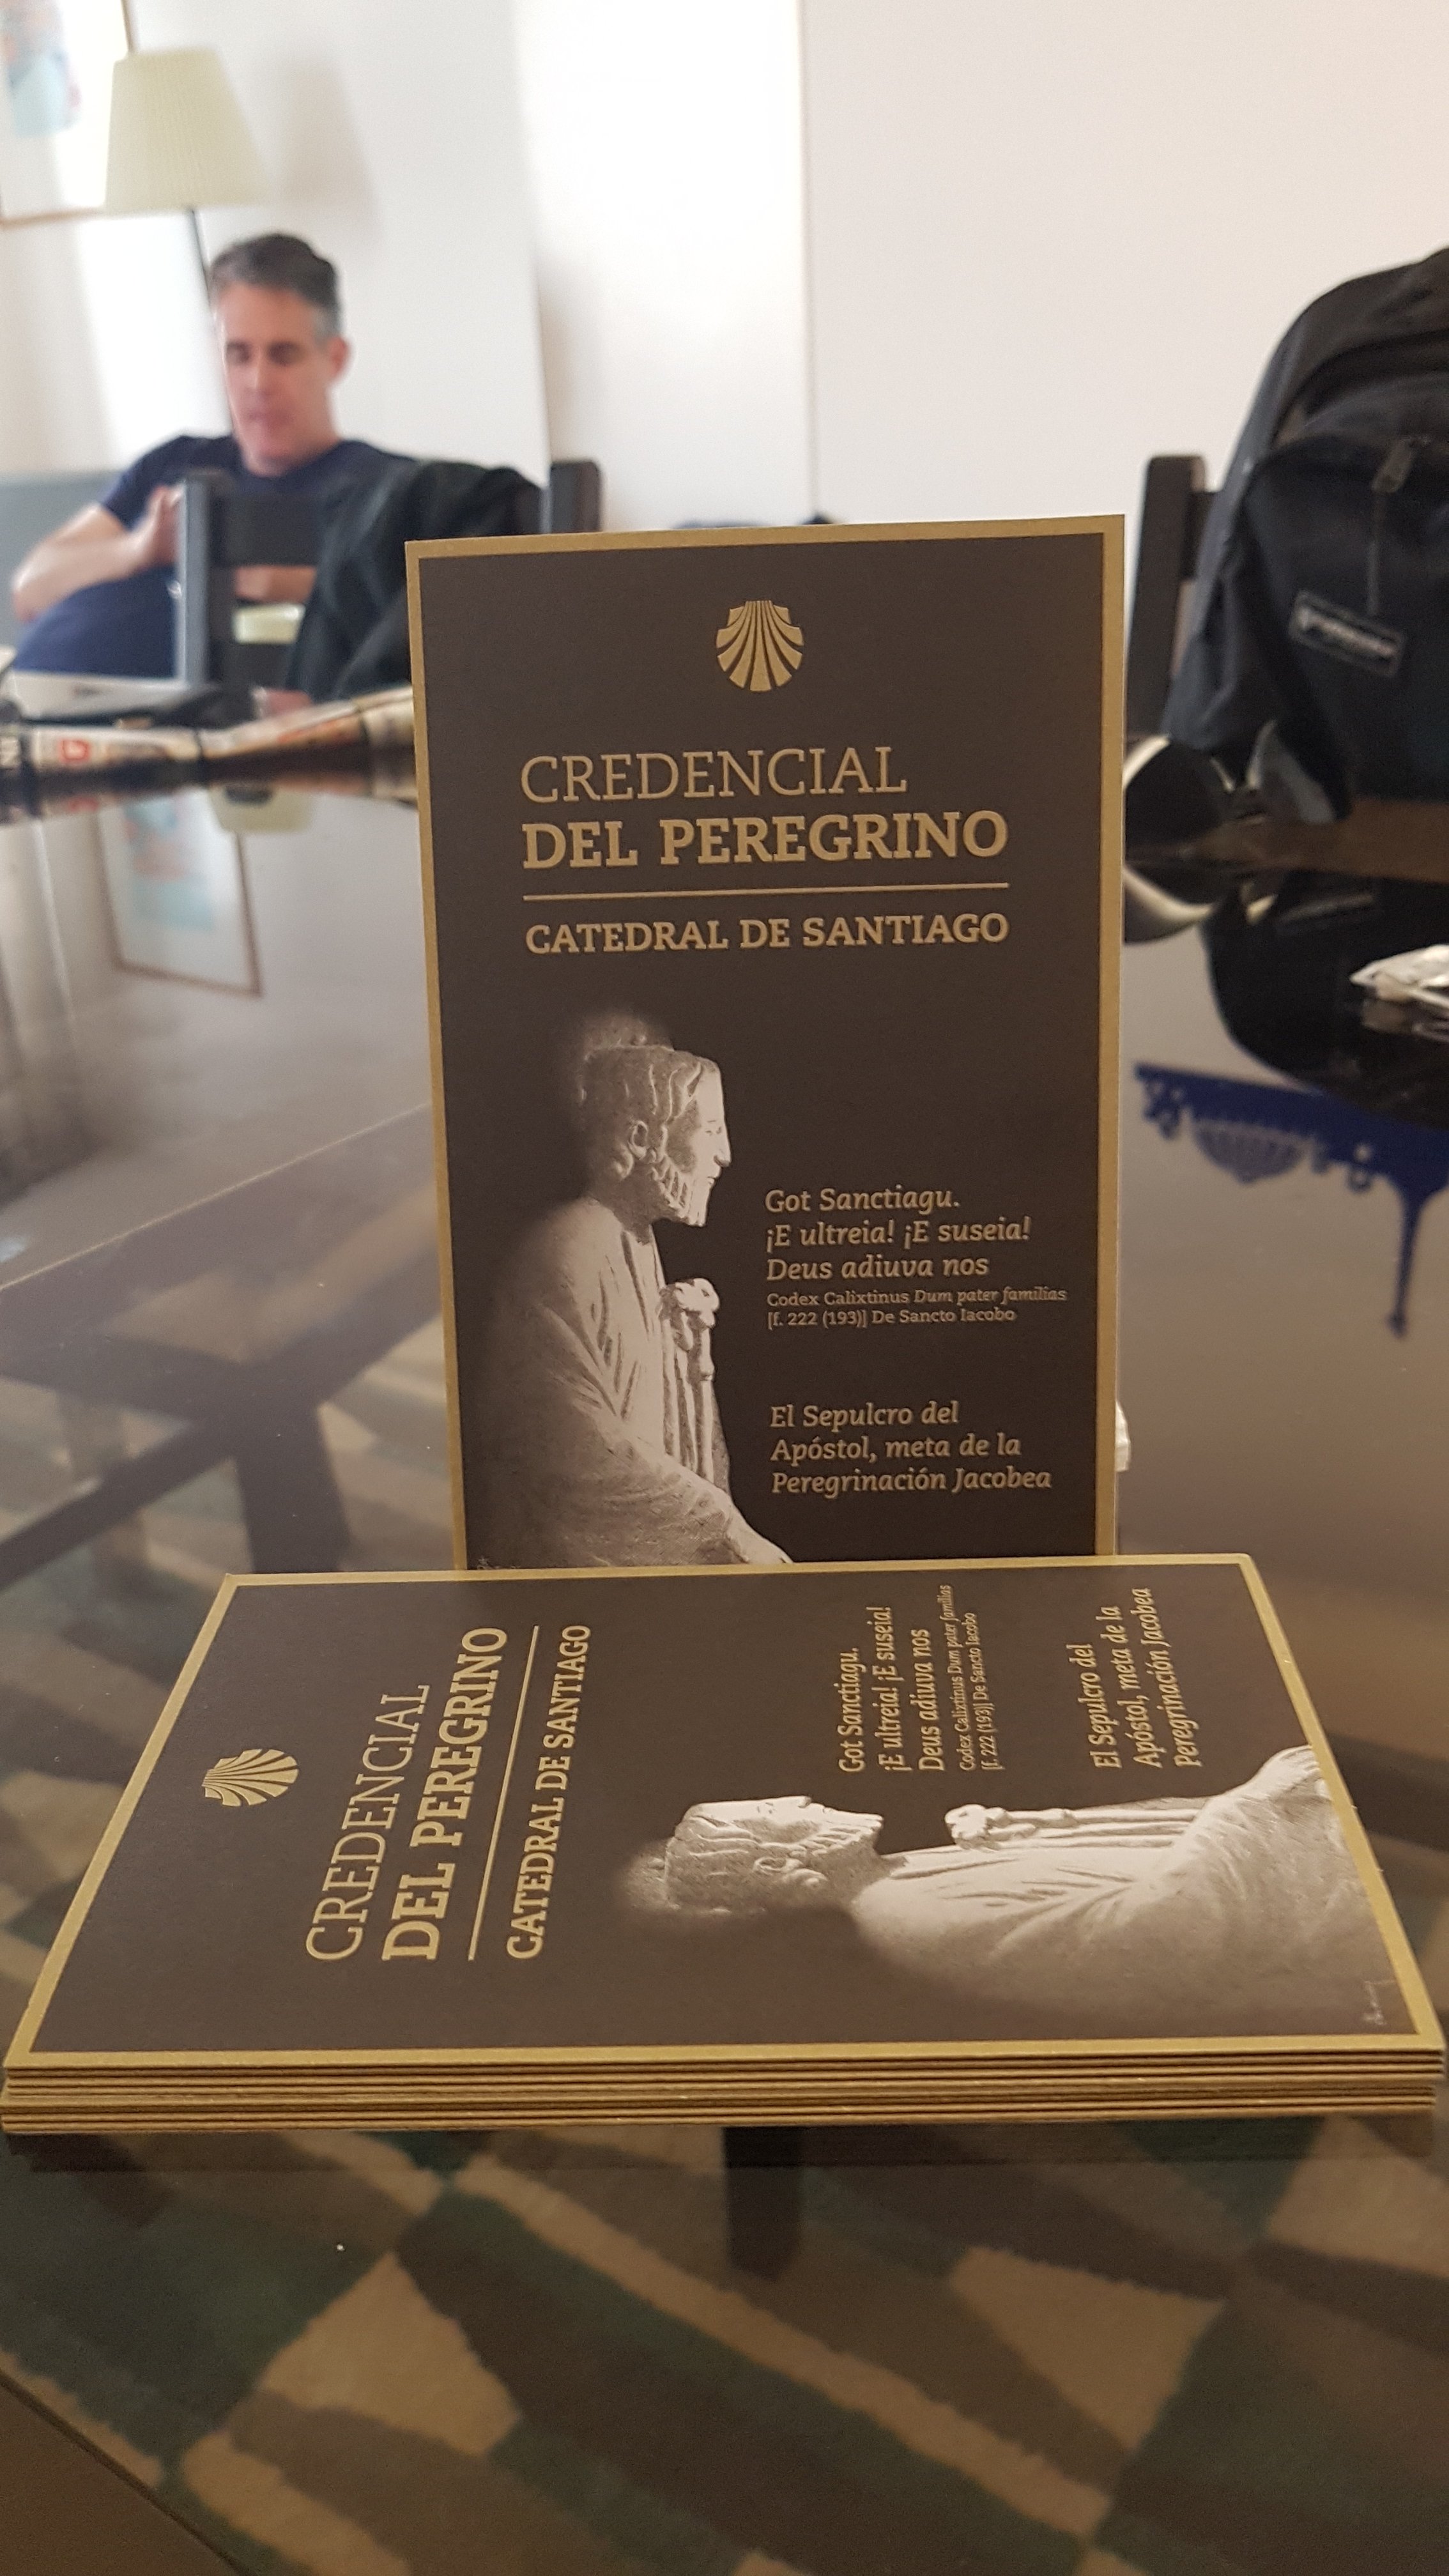 CREDENCIAL
DEL PEREGRINO
CATEDRAL DE SANTIAGO
Got Sanctiagu.
¡E ultreia! ¡E suseia!
Deus adiuva nos
Codex Calixtinus Dum pater familias
[f. 222 (193)] De Sancto Iacobo
El Sepulcro del
Apóstol, meta de la
Peregrinación Jacobea
CREDENCIAL
DEL PEREGRINO
CATEDRAL DE SANTIAGO
Got Sanctiagu.
¡E ultreia! ¡E suseia!
Deus adiuva nos
Codex Calixtinus Dum pater familias
[f. 222 (193)] De Sancto Iacobo
El Sepulcro del
Apóstol, meta de la
Peregrinación Jacobea